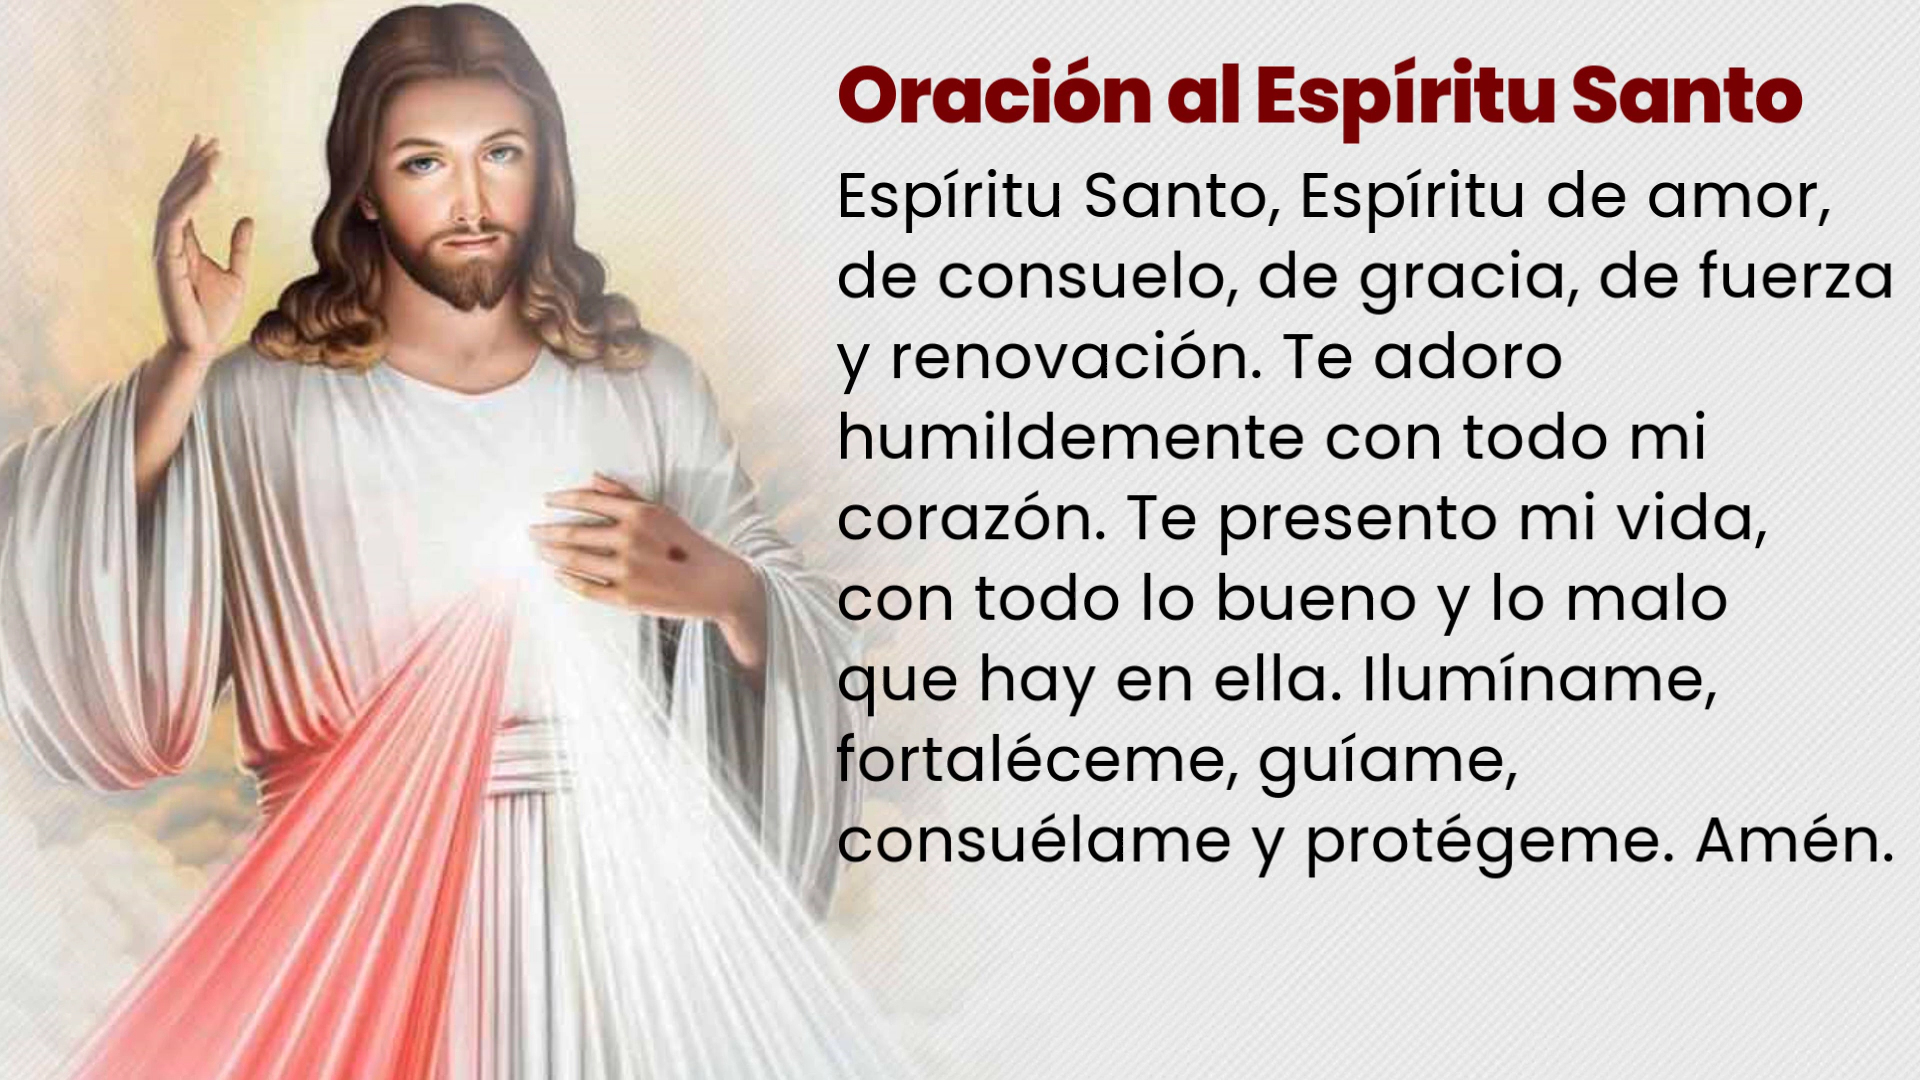 Oración al Espíritu Santo
Espíritu Santo, Espíritu de amor,
de consuelo, de gracia, de fuerza
y renovación. Te adoro
humildemente con todo mi
corazón. Te presento mi vida,
con todo lo bueno y lo malo
que hay en ella. Ilumíname,
fortaléceme, guíame,
consuélame y protégeme. Amén.